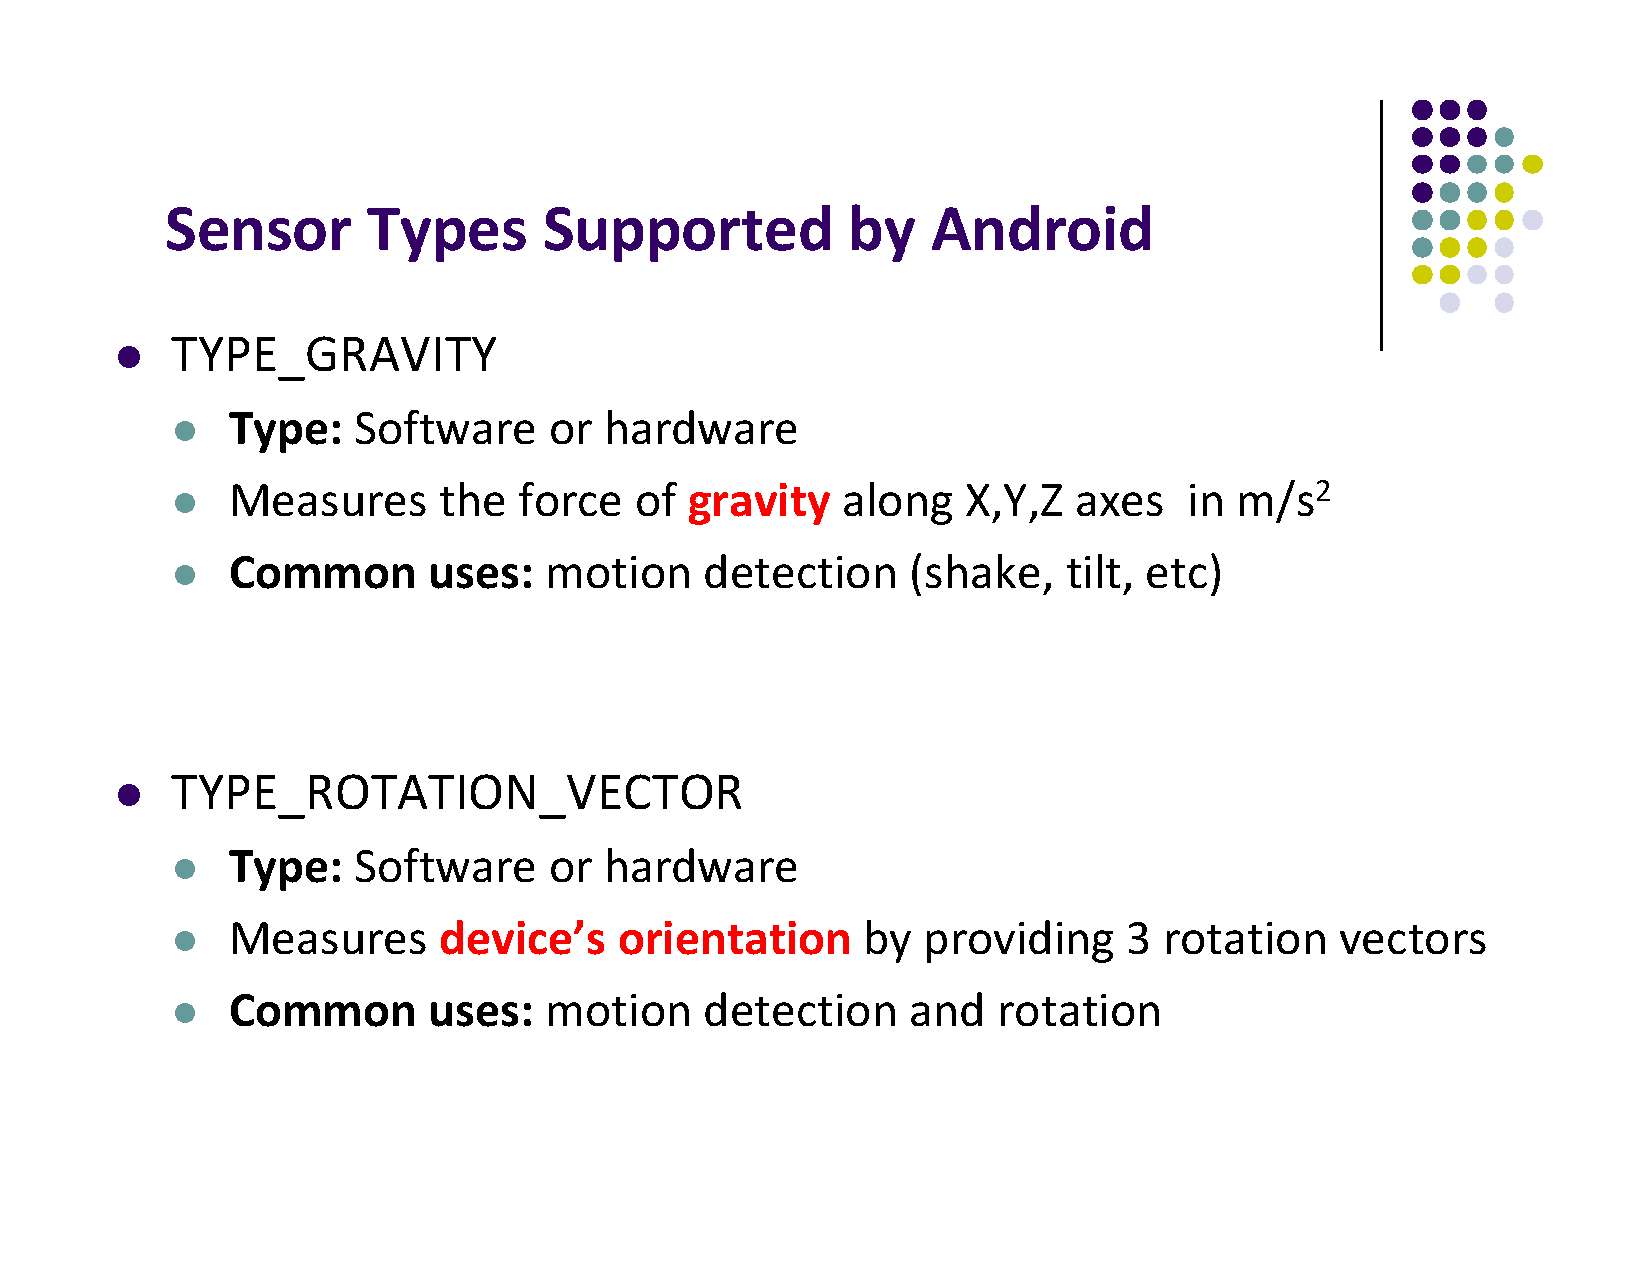 Sensor Types Supported by Android
TYPE_GRAVITY
Type: Software or hardware
Measures the force of gravity along X,Y,Z axes in m/s²
Common uses: motion detection (shake, tilt, etc)
TYPE_ROTATION_VECTOR
Type: Software or hardware
Measures device’s orientation by providing 3 rotation vectors
Common uses: motion detection and rotation